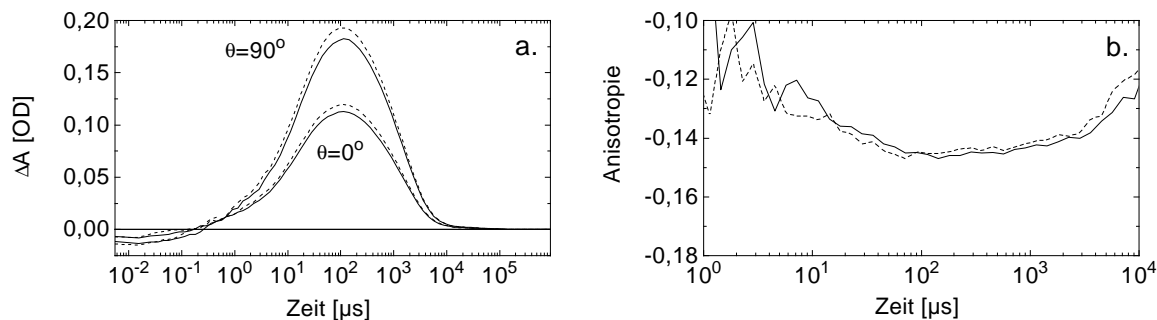 a.
θ=90°
θ=0°
ΔA [OD]
0,20
0,15
0,10
0,05
0,00
10⁻² 10⁻¹ 10⁰ 10¹ 10² 10³ 10⁴ 10⁵
Zeit [µs]
b.
Anisotropie
-0,10
-0,12
-0,14
-0,16
-0,18
10⁰ 10¹ 10² 10³ 10⁴
Zeit [µs]